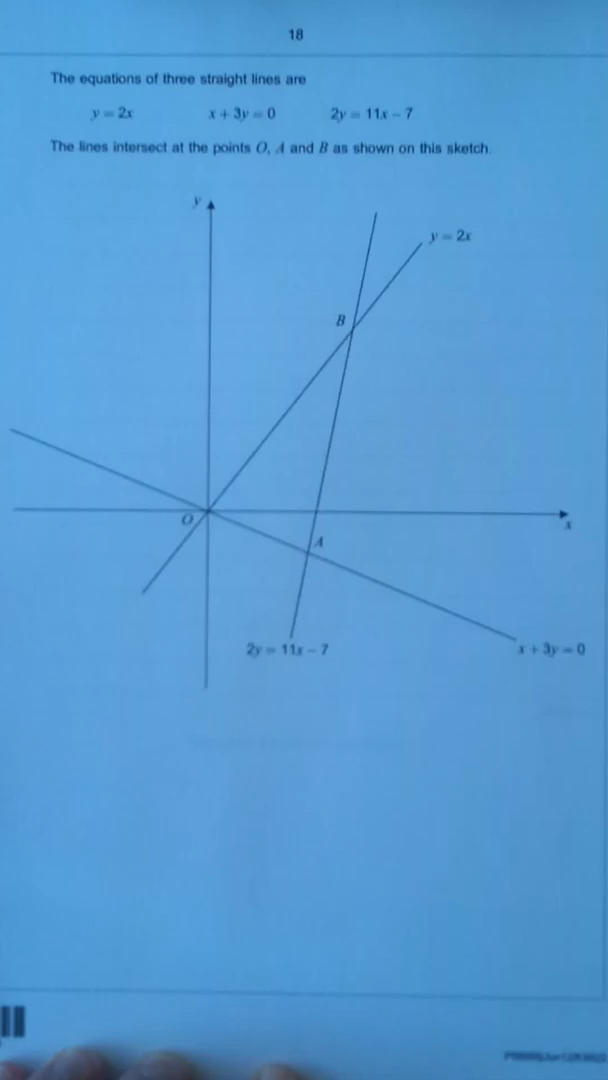 18
The equations of three straight lines are
y = 2x x + 3y = 0 2y = 11x − 7
The lines intersect at the points O, A and B as shown on this sketch.
y
y = 2x
B
O
x
A
2y = 11x − 7
x + 3y = 0